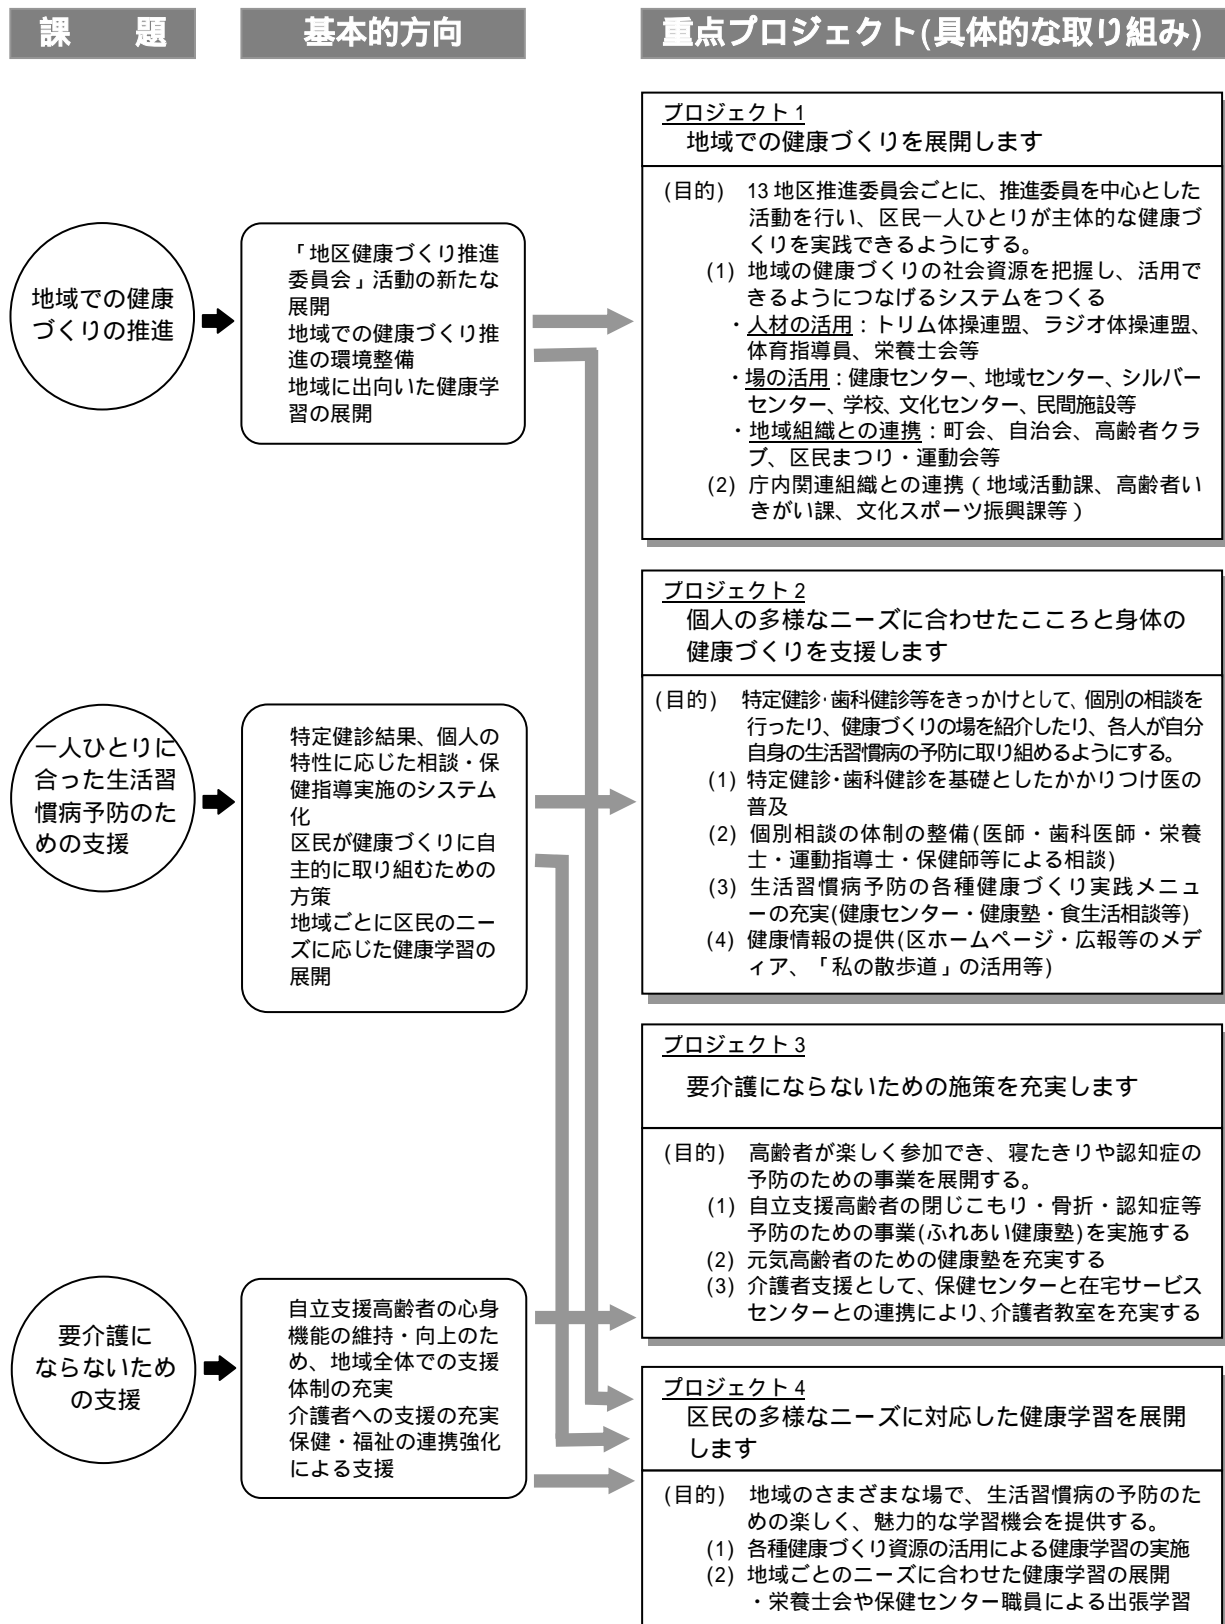 課　題
基本的方向
重点プロジェクト(具体的な取り組み)
地域での健康
づくりの推進
「地区健康づくり推進
委員会」活動の新たな
展開
地域での健康づくり推
進の環境整備
地域に出向いた健康学
習の展開
プロジェクト1
地域での健康づくりを展開します
(目的) 13地区推進委員会ごとに、推進委員を中心とした
活動を行い、区民一人ひとりが主体的な健康づ
くりを実践できるようにする。
(1) 地域の健康づくりの社会資源を把握し、活用で
きるようにつなげるシステムをつくる
・人材の活用：トリム体操連盟、ラジオ体操連盟、
体育指導員、栄養士会等
・場の活用：健康センター、地域センター、シルバー
センター、学校、文化センター、民間施設等
・地域組織との連携：町会、自治会、高齢者クラ
ブ、区民まつり・運動会等
(2) 庁内関連組織との連携（地域活動課、高齢者い
きがい課、文化スポーツ振興課等）
一人ひとりに
合った生活習
慣病予防のた
めの支援
特定健診結果、個人の
特性に応じた相談・保
健指導実施のシステム
化
区民が健康づくりに自
主的に取り組むための
方策
地域ごとに区民のニー
ズに応じた健康学習の
展開
プロジェクト2
個人の多様なニーズに合わせたこころと身体の
健康づくりを支援します
(目的) 特定健診・歯科健診等をきっかけとして、個別の相談を
行ったり、健康づくりの場を紹介したり、各人が自分
自身の生活習慣病の予防に取り組めるようにする。
(1) 特定健診・歯科健診を基礎としたかかりつけ医の
普及
(2) 個別相談の体制の整備(医師・歯科医師・栄養
士・運動指導士・保健師等による相談)
(3) 生活習慣病予防の各種健康づくり実践メニュ
ーの充実(健康センター・健康塾・食生活相談等)
(4) 健康情報の提供(区ホームページ・広報等のメデ
ィア、「私の散歩道」の活用等)
要介護に
ならないため
の支援
自立支援高齢者の心身
機能の維持・向上のた
め、地域全体での支援
体制の充実
介護者への支援の充実
保健・福祉の連携強化
による支援
プロジェクト3
要介護にならないための施策を充実します
(目的) 高齢者が楽しく参加でき、寝たきりや認知症の
予防のための事業を展開する。
(1) 自立支援高齢者の閉じこもり・骨折・認知症等
予防のための事業(ふれあい健康塾)を実施する
(2) 元気高齢者のための健康塾を充実する
(3) 介護者支援として、保健センターと在宅サービス
センターとの連携により、介護者教室を充実する
プロジェクト4
区民の多様なニーズに対応した健康学習を展開
します
(目的) 地域のさまざまな場で、生活習慣病の予防のた
めの楽しく、魅力的な学習機会を提供する。
(1) 各種健康づくり資源の活用による健康学習の実施
(2) 地域ごとのニーズに合わせた健康学習の展開
・栄養士会や保健センター職員による出張学習